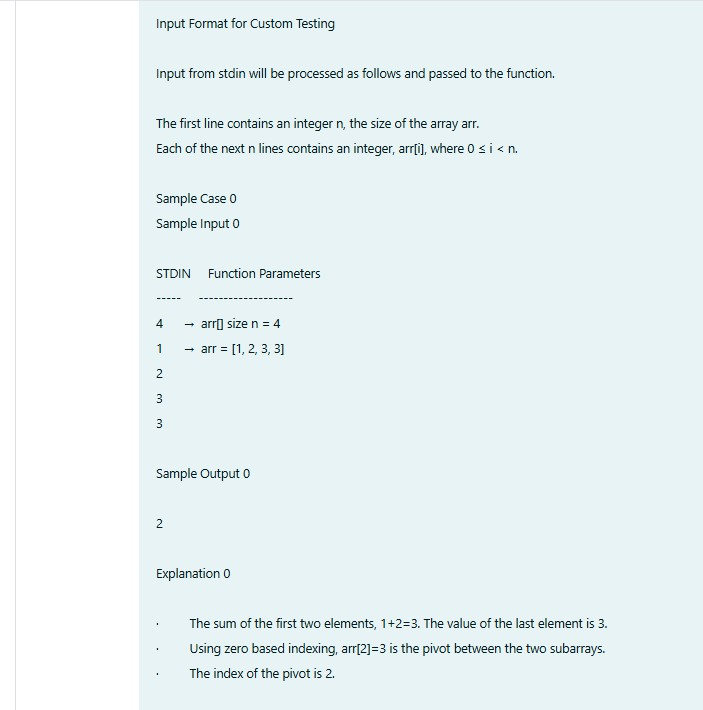 Input Format for Custom Testing
Input from stdin will be processed as follows and passed to the function.
The first line contains an integer n, the size of the array arr.
Each of the next n lines contains an integer, arr[i], where 0 ≤ i < n.
Sample Case 0
Sample Input 0
STDIN Function Parameters
----- -------------------
4 → arr[] size n = 4
1 → arr = [1, 2, 3, 3]
2
3
3
Sample Output 0
2
Explanation 0
· The sum of the first two elements, 1+2=3. The value of the last element is 3.
· Using zero based indexing, arr[2]=3 is the pivot between the two subarrays.
· The index of the pivot is 2.